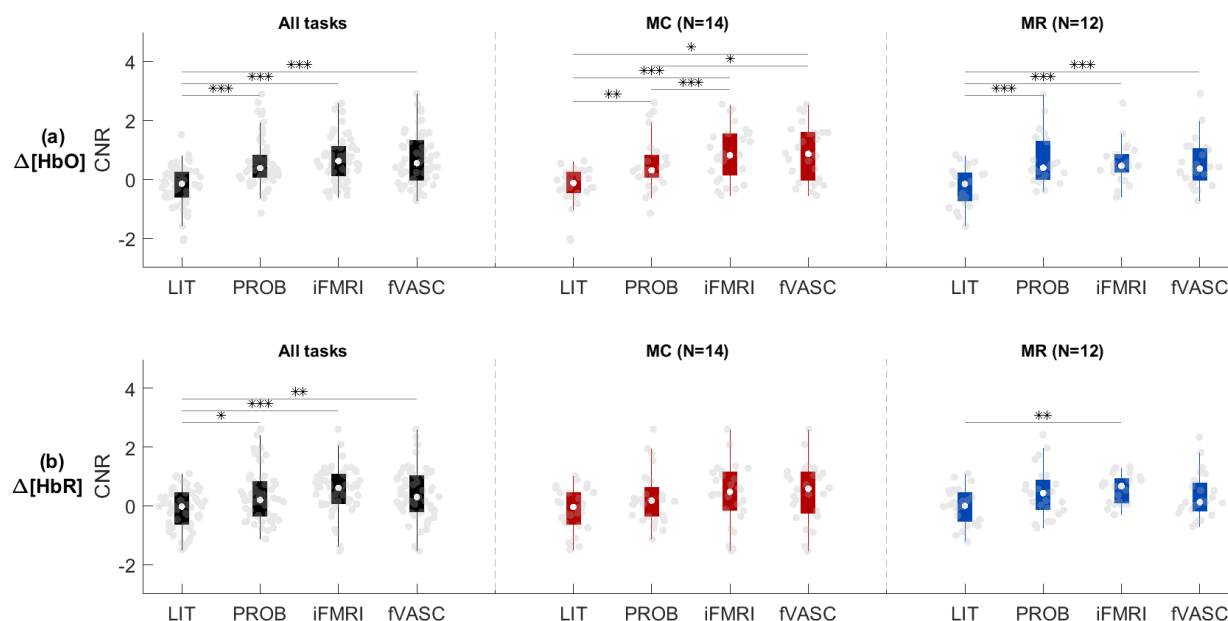 All tasks
MC (N=14)
MR (N=12)
(a)
Δ[HbO]
CNR
4
2
0
-2
*** *** ***
* * *** *** **
*** *** ***
LIT PROB iFMRI fVASC
LIT PROB iFMRI fVASC
LIT PROB iFMRI fVASC
All tasks
MC (N=14)
MR (N=12)
(b)
Δ[HbR]
CNR
4
2
0
-2
** *** *
**
LIT PROB iFMRI fVASC
LIT PROB iFMRI fVASC
LIT PROB iFMRI fVASC